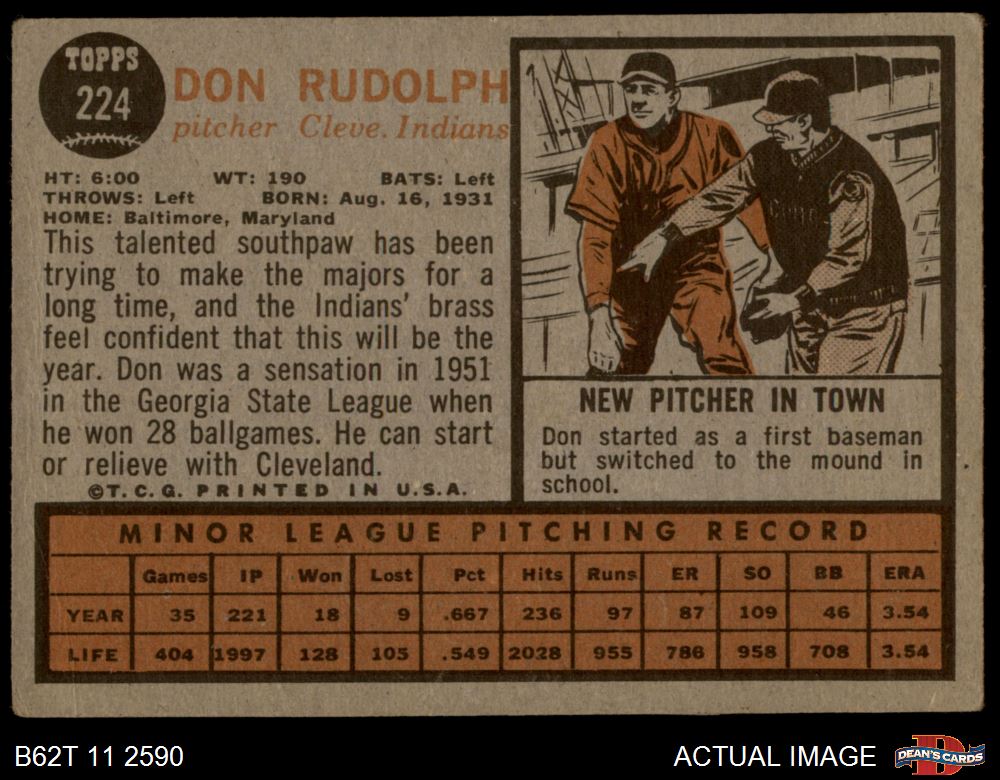 TOPPS
224
DON RUDOLPH
pitcher Cleve. Indians
HT: 6:00 WT: 190 BATS: Left
THROWS: Left BORN: Aug. 16, 1931
HOME: Baltimore, Maryland
This talented southpaw has been
trying to make the majors for a
long time, and the Indians' brass
feel confident that this will be the
year. Don was a sensation in 1951
in the Georgia State League when
he won 28 ballgames. He can start
or relieve with Cleveland.
©T.C.G. PRINTED IN U.S.A.
NEW PITCHER IN TOWN
Don started as a first baseman
but switched to the mound in
school.
MINOR LEAGUE PITCHING RECORD
Games IP Won Lost Pct Hits Runs ER SO BB ERA
YEAR 35 221 18 9 .667 236 97 87 109 46 3.54
LIFE 404 1997 128 105 .549 2028 955 786 958 708 3.54
B62T 11 2590
ACTUAL IMAGE
DEAN'S CARDS